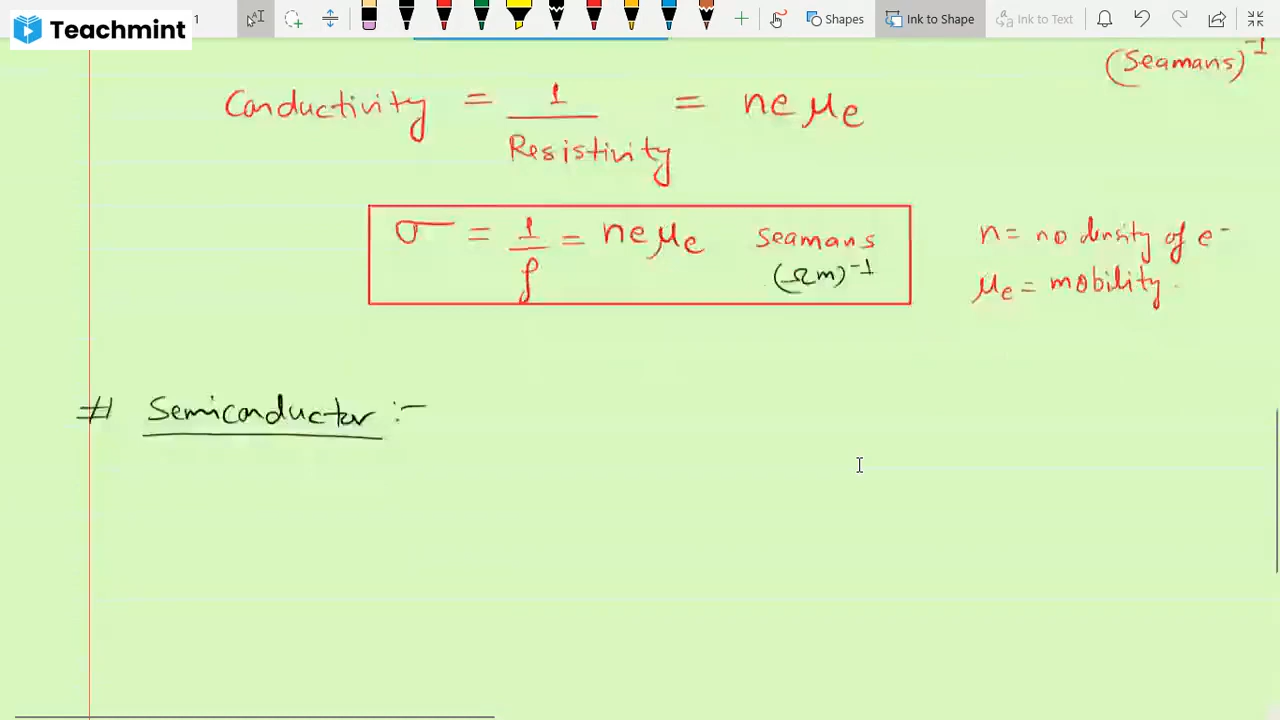 1
Shapes
Ink to Shape
Ink to Text
Teachmint
(Seamans)⁻¹
Conductivity = 1 / Resistivity = neμe
σ = 1/ρ = neμe seamans
(Ωm)⁻¹
n = no density of e-
μe = mobility.
# Semiconductor :-